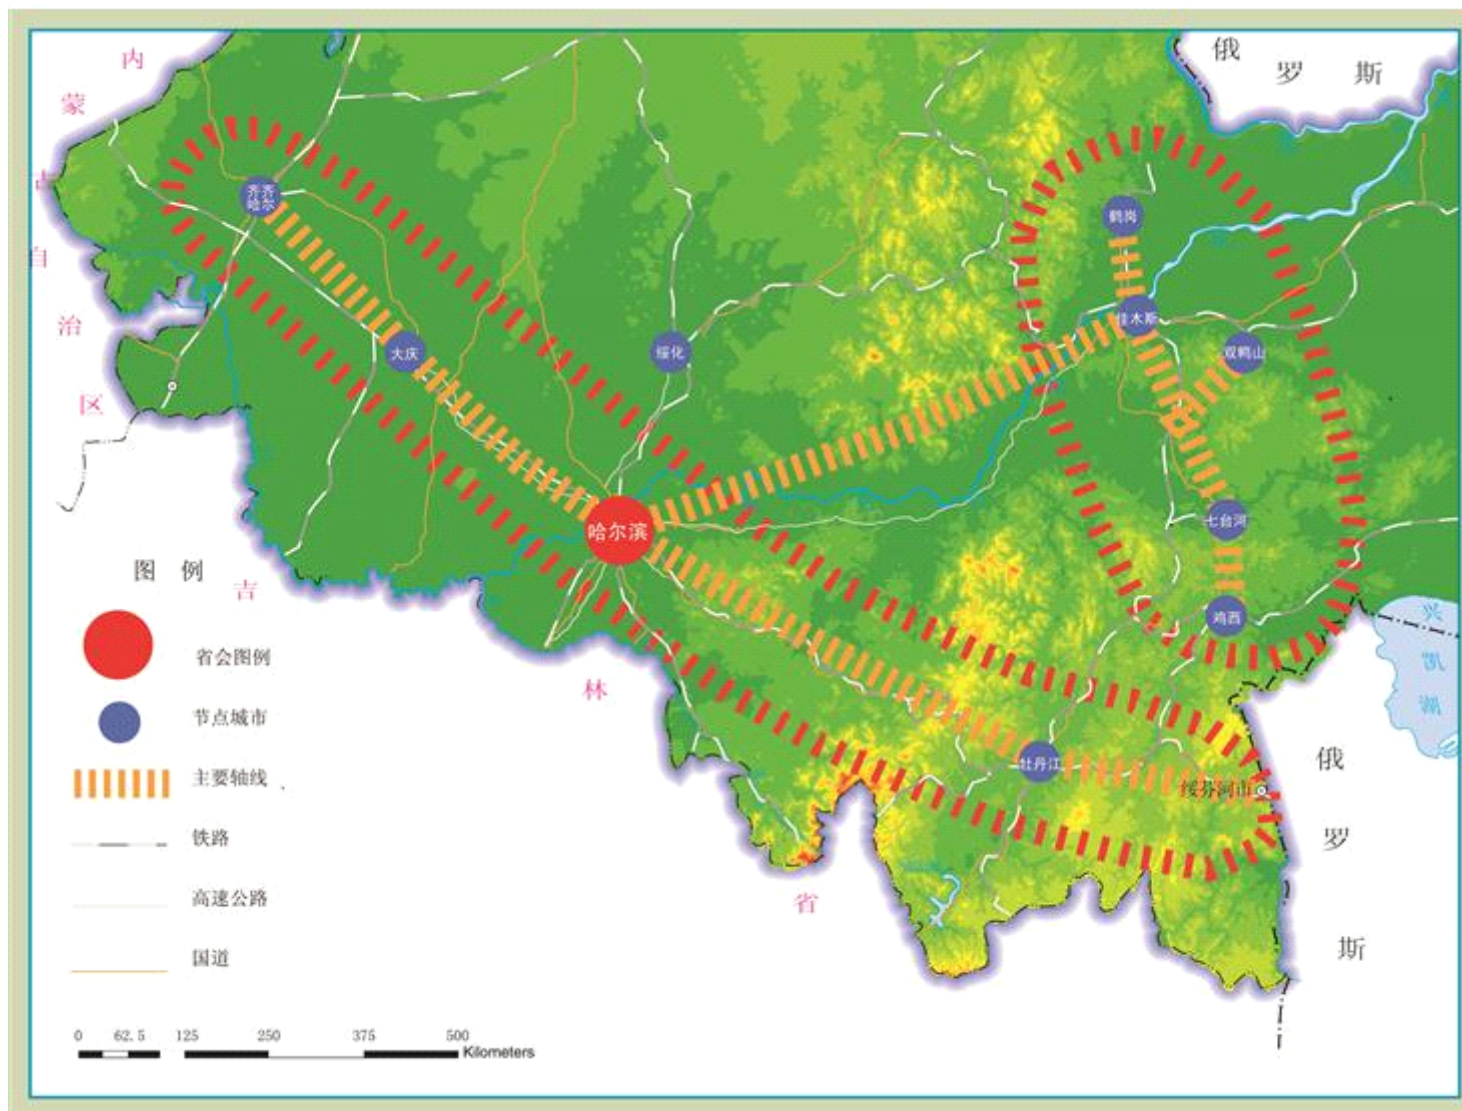 内
蒙
古
自
治
区
俄
罗
斯
齐齐
哈尔
大庆
绥化
鹤岗
佳木斯
双鸭山
七台河
鸡西
哈尔滨
牡丹江
绥芬河市
兴
凯
湖
俄
罗
斯
吉
林
省
图 例
省会图例
节点城市
主要轴线
铁路
高速公路
国道
0 62.5 125 250 375 500
Kilometers